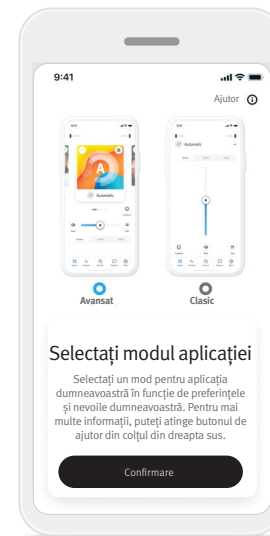 9:41
Ajutor
A
Automatic
Automatic
Avansat
Clasic
Selectați modul aplicației
Selectați un mod pentru aplicația
dumneavoastră în funcție de preferințele
și nevoile dumneavoastră. Pentru mai
multe informații, puteți atinge butonul de
ajutor din colțul din dreapta sus.
Confirmare